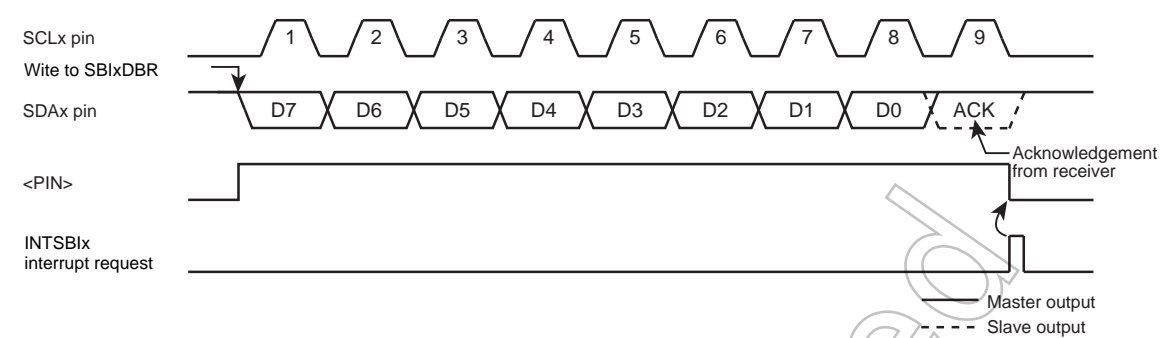 SCLx pin
1 2 3 4 5 6 7 8 9
Wite to SBIxDBR
SDAx pin
D7 D6 D5 D4 D3 D2 D1 D0 ACK
Acknowledgement
from receiver
<PIN>
INTSBIx
interrupt request
Master output
Slave output